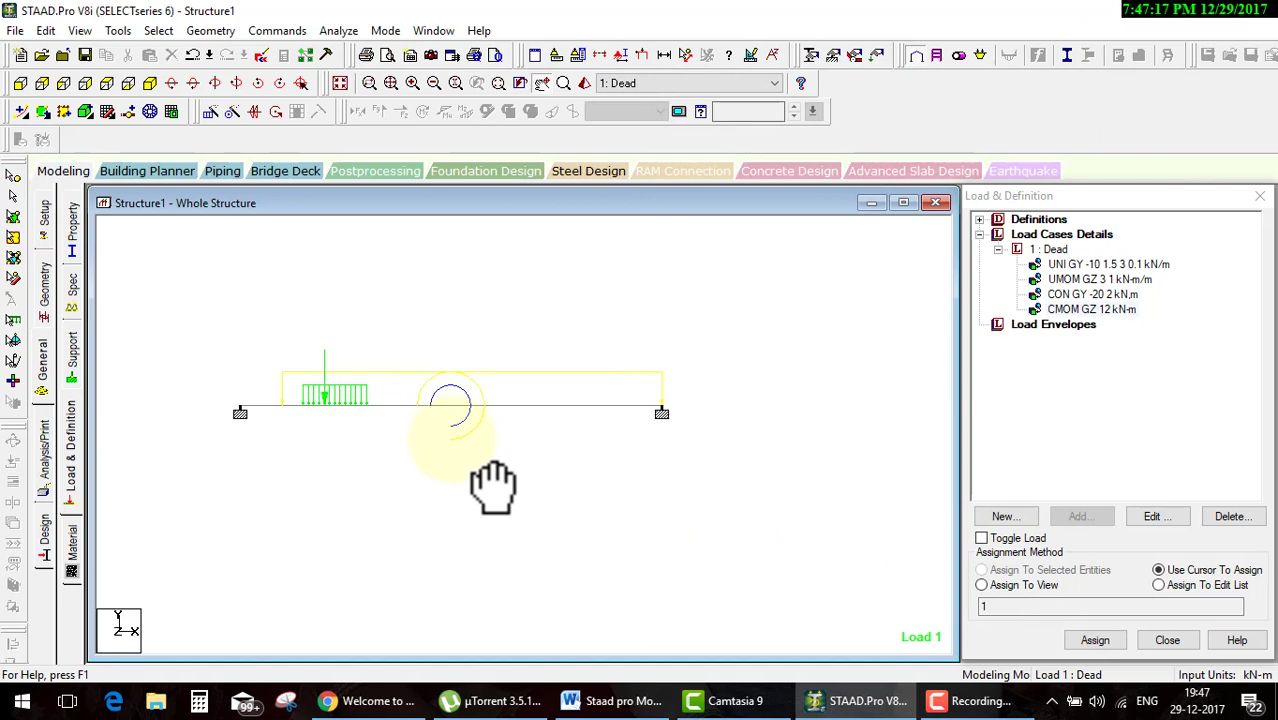 STAAD.Pro V8i (SELECTseries 6) - Structure1
7:47:17 PM 12/29/2017
File Edit View Tools Select Geometry Commands Analyze Mode Window Help
1: Dead
Modeling Building Planner Piping Bridge Deck Postprocessing Foundation Design Steel Design RAM Connection Concrete Design Advanced Slab Design Earthquake
Structure1 - Whole Structure
Load & Definition
Setup
Geometry
General
Analysis/Print
Design
Property
Spec
Support
Load & Definition
Material
Definitions
Load Cases Details
1 : Dead
UNI GY -10 1.5 3 0.1 kN/m
UMOM GZ 3 1 kN-m/m
CON GY -20 2 kN,m
CMOM GZ 12 kN-m
Load Envelopes
New... Add... Edit ... Delete...
Toggle Load
Assignment Method
Assign To Selected Entities Use Cursor To Assign
Assign To View Assign To Edit List
1
Assign Close Help
Y
Z X
Load 1
For Help, press F1
Modeling Mo Load 1 : Dead Input Units: kN-m
99+ Welcome to ... µTorrent 3.5.1... Staad pro Mo... Camtasia 9 STAAD.Pro V8... Recording... ENG 19:47
29-12-2017 22